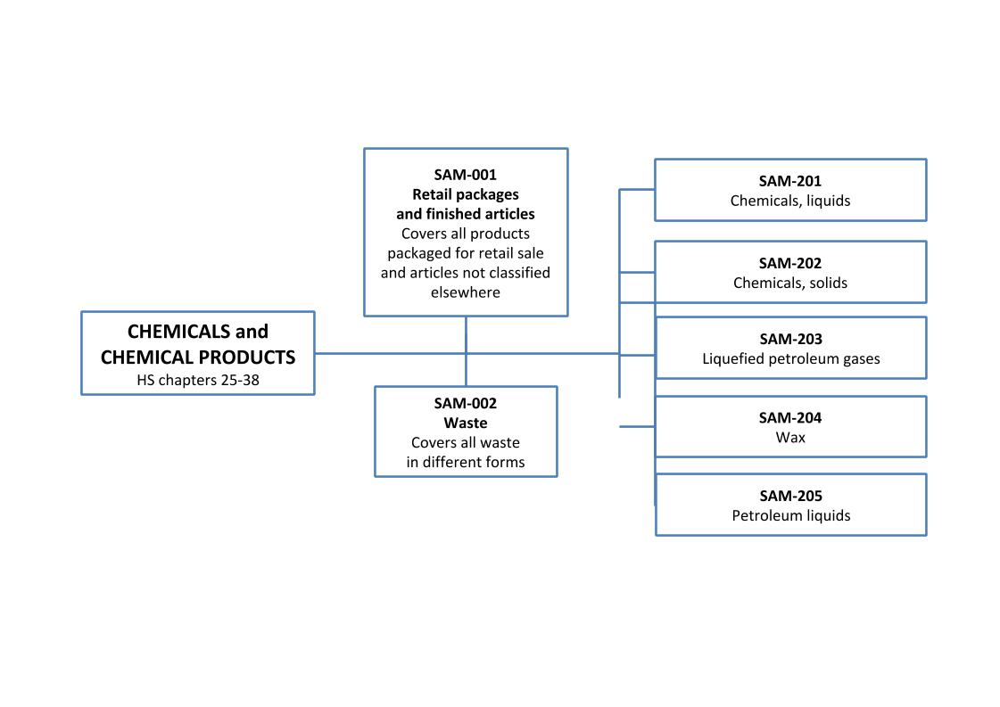 CHEMICALS and
CHEMICAL PRODUCTS
HS chapters 25-38
SAM-001
Retail packages
and finished articles
Covers all products
packaged for retail sale
and articles not classified
elsewhere
SAM-002
Waste
Covers all waste
in different forms
SAM-201
Chemicals, liquids
SAM-202
Chemicals, solids
SAM-203
Liquefied petroleum gases
SAM-204
Wax
SAM-205
Petroleum liquids